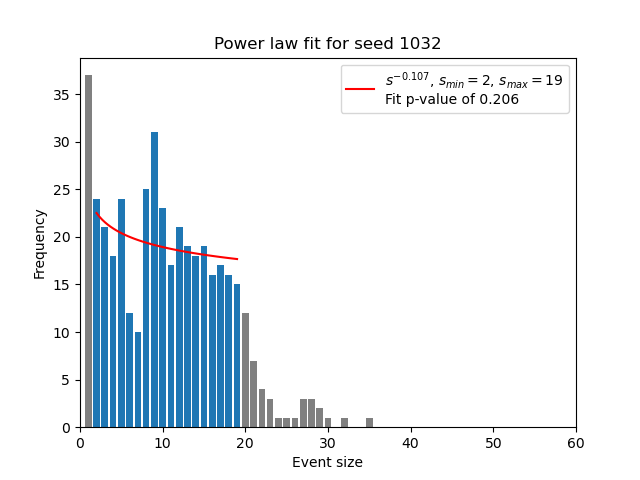 Power law fit for seed 1032
s^{-0.107}, s_{min} = 2, s_{max} = 19
Fit p-value of 0.206
Frequency
35
30
25
20
15
10
5
0
0 10 20 30 40 50 60
Event size